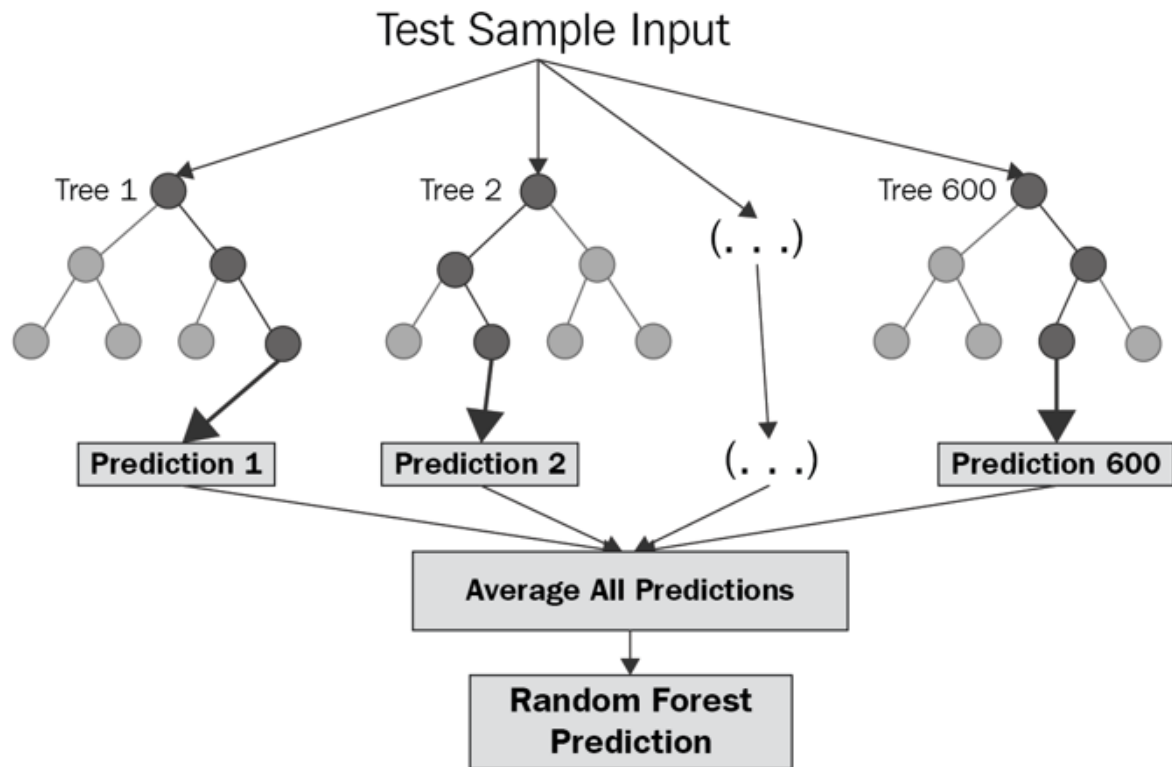 Test Sample Input
Tree 1
Tree 2
Tree 600
(. . .)
Prediction 1
Prediction 2
(. . .)
Prediction 600
Average All Predictions
Random Forest
Prediction